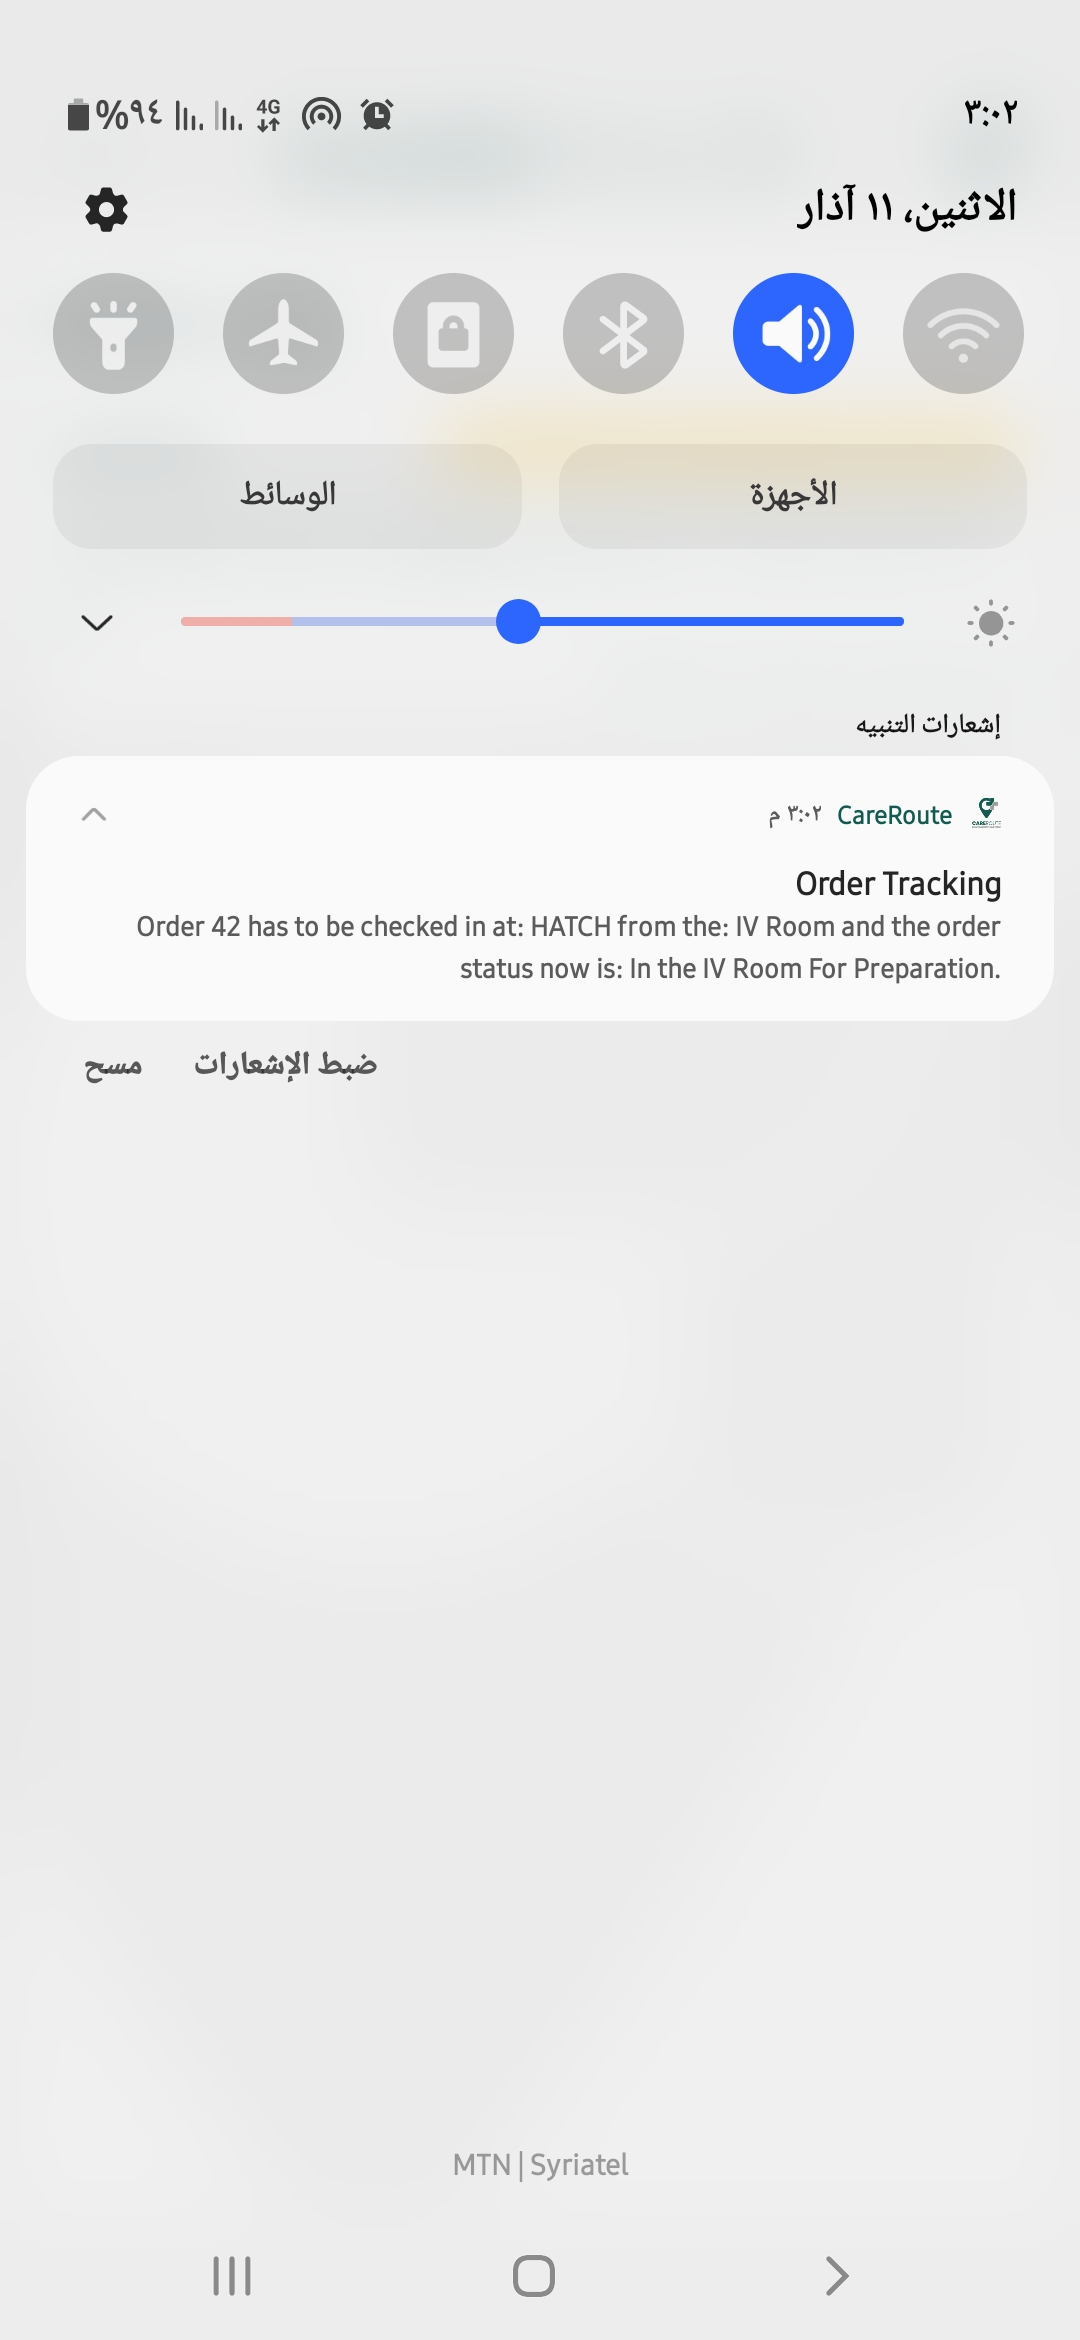 ٣:٠٢
4G
%٩٤
الاثنين، ١١ آذار
الأجهزة
الوسائط
إشعارات التنبيه
CareRoute
٣:٠٢ م
Order Tracking
Order 42 has to be checked in at: HATCH from the: IV Room and the order
status now is: In the IV Room For Preparation.
ضبط الإشعارات
مسح
MTN | Syriatel